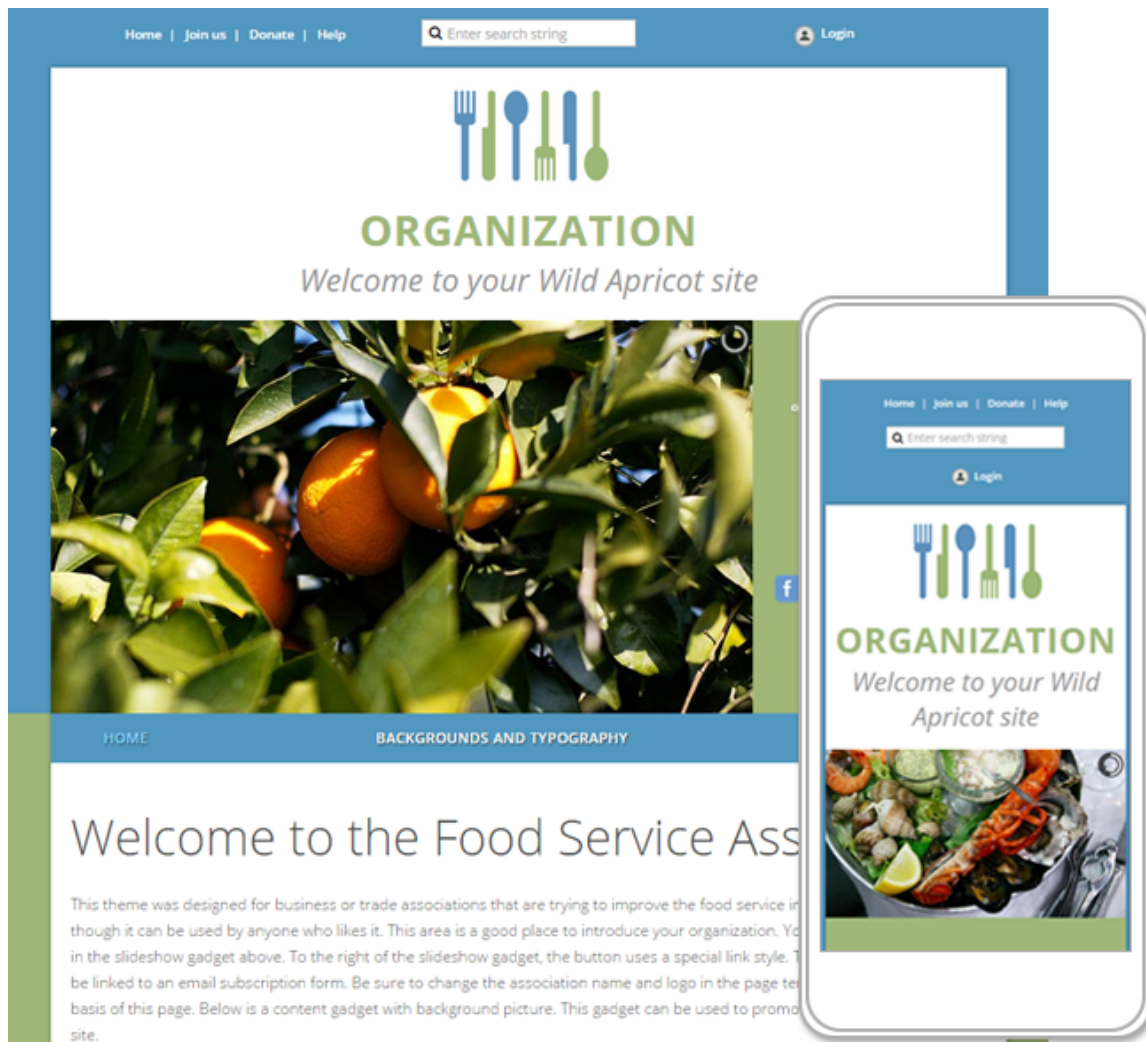 Home | Join us | Donate | Help
Enter search string
Login
ORGANIZATION
Welcome to your Wild Apricot site
f
HOME
BACKGROUNDS AND TYPOGRAPHY
Welcome to the Food Service Ass
This theme was designed for business or trade associations that are trying to improve the food service in
though it can be used by anyone who likes it. This area is a good place to introduce your organization. Yo
in the slideshow gadget above. To the right of the slideshow gadget, the button uses a special link style. T
be linked to an email subscription form. Be sure to change the association name and logo in the page te
basis of this page. Below is a content gadget with background picture. This gadget can be used to promo
site.
Home | Join us | Donate | Help
Enter search string
Login
ORGANIZATION
Welcome to your Wild
Apricot site